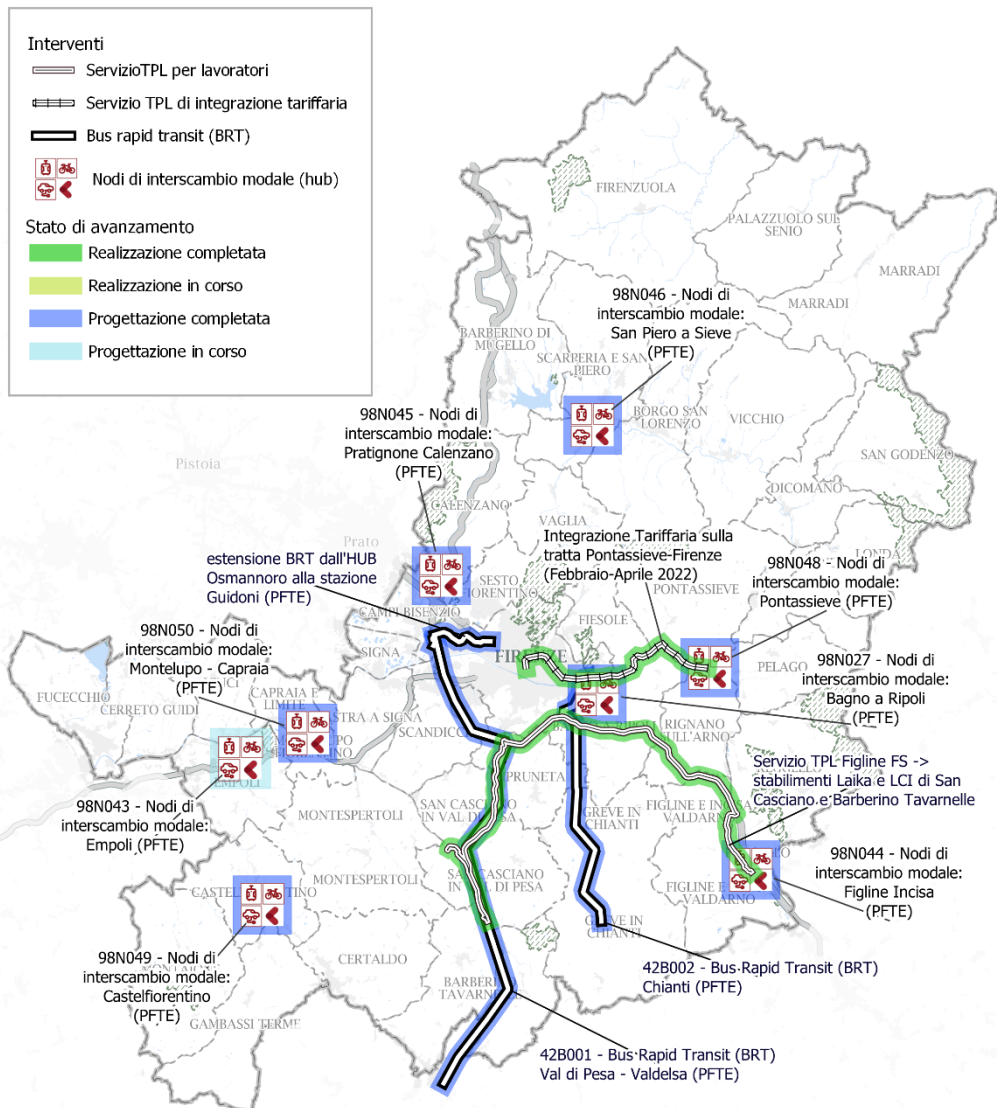 Interventi
ServizioTPL per lavoratori
Servizio TPL di integrazione tariffaria
Bus rapid transit (BRT)
Nodi di interscambio modale (hub)
Stato di avanzamento
Realizzazione completata
Realizzazione in corso
Progettazione completata
Progettazione in corso
FIRENZUOLA
PALAZZUOLO SUL
SENIO
MARRADI
MARRADI
98N046 - Nodi di
interscambio modale:
San Piero a Sieve
(PFTE)
BARBERINO DI
MUGELLO
SCARPERIA E SAN
PIERO
BORGO SAN
LORENZO
VICCHIO
SAN GODENZO
DICOMANO
98N045 - Nodi di
interscambio modale:
Pratignone Calenzano
(PFTE)
Pistoia
CALENZANO
VAGLIA
Prato
Integrazione Tariffaria sulla
tratta Pontassieve-Firenze
(Febbraio-Aprile 2022)
LONDA
98N048 - Nodi di
interscambio modale:
Pontassieve (PFTE)
PONTASSIEVE
estensione BRT dall'HUB
Osmannoro alla stazione
Guidoni (PFTE)
SESTO
FIORENTINO
CAMPI BISENZIO
FIESOLE
SIGNA
FIRENZE
PELAGO
98N050 - Nodi di
interscambio modale:
Montelupo - Capraia
(PFTE)
98N027 - Nodi di
interscambio modale:
Bagno a Ripoli
(PFTE)
FUCECCHIO
CERRETO GUIDI
CAPRAIA E
LIMITE
STRA A SIGNA
SCANDICC
RIPOLI
RIGNANO
SULL'ARNO
EMPOLI
PRUNETA
Servizio TPL Figline FS ->
Stabilimenti Laika e LCI di San
Casciano e Barberino Tavarnelle
98N043 - Nodi di
interscambio modale:
Empoli (PFTE)
MONTESPERTOLI
SAN CASCIANO
IN VAL DI PESA
GREVE IN
CHIANTI
FIGLINE E INCISA
VALDARNO
MONTESPERTOLI
SAN CASCIANO
IN VAL DI PESA
FIGLINE E
VALDARNO
98N044 - Nodi di
interscambio modale:
Figline Incisa
(PFTE)
GREVE IN
CHIANTI
98N049 - Nodi di
interscambio modale:
Castelfiorentino
(PFTE)
CERTALDO
BARBERI
TAVARN
GAMBASSI TERME
42B002 - Bus Rapid Transit (BRT)
Chianti (PFTE)
42B001 - Bus Rapid Transit (BRT)
Val di Pesa - Valdelsa (PFTE)